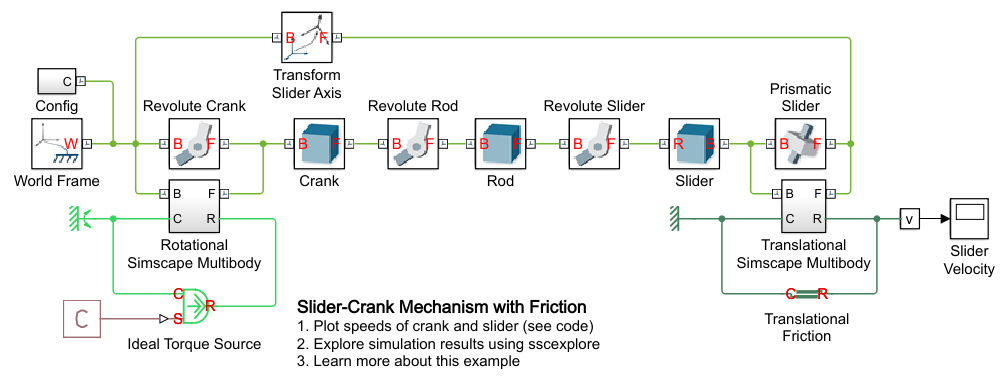 B F
Transform
Slider Axis
C
Config
Revolute Crank
Revolute Rod
Revolute Slider
Prismatic
Slider
W
B F
B F
B F
B F
B F
R B
B F
World Frame
Crank
Rod
Slider
B F
C R
B F
C R
v
Rotational
Simscape Multibody
Translational
Simscape Multibody
Slider
Velocity
C
S
R
C
C R
Ideal Torque Source
Translational
Friction
Slider-Crank Mechanism with Friction
1. Plot speeds of crank and slider (see code)
2. Explore simulation results using sscexplore
3. Learn more about this example